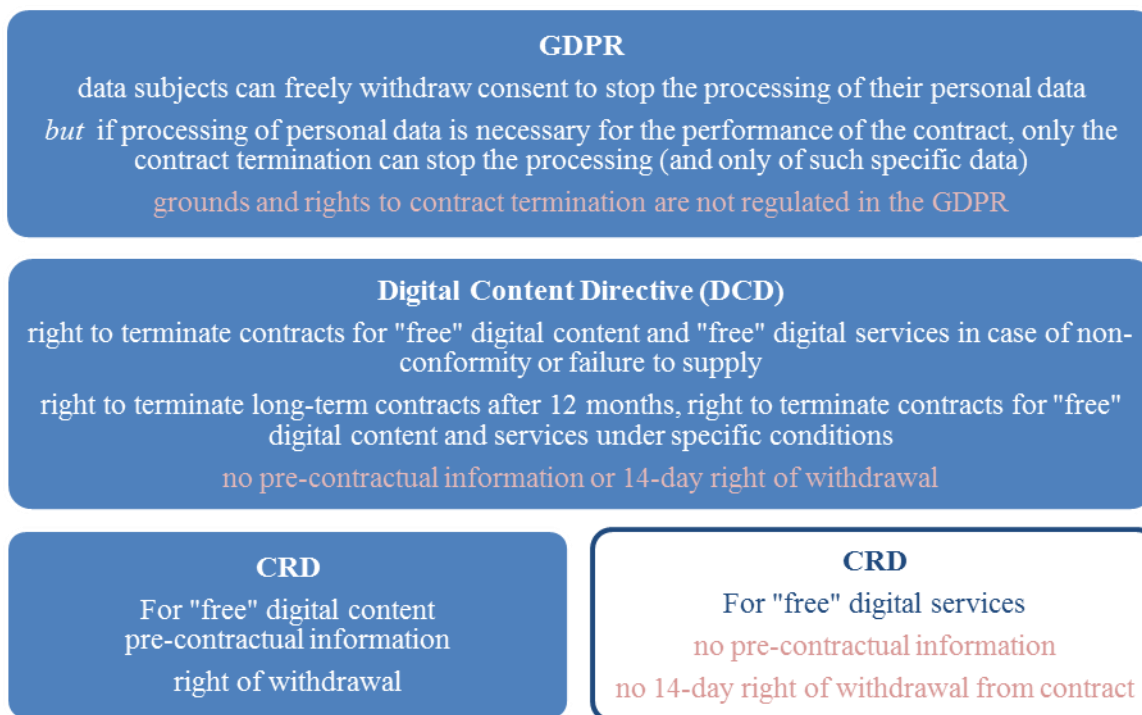 GDPR
data subjects can freely withdraw consent to stop the processing of their personal data
but if processing of personal data is necessary for the performance of the contract, only the
contract termination can stop the processing (and only of such specific data)
grounds and rights to contract termination are not regulated in the GDPR
Digital Content Directive (DCD)
right to terminate contracts for "free" digital content and "free" digital services in case of non-
conformity or failure to supply
right to terminate long-term contracts after 12 months, right to terminate contracts for "free"
digital content and services under specific conditions
no pre-contractual information or 14-day right of withdrawal
CRD
For "free" digital content
pre-contractual information
right of withdrawal
CRD
For "free" digital services
no pre-contractual information
no 14-day right of withdrawal from contract